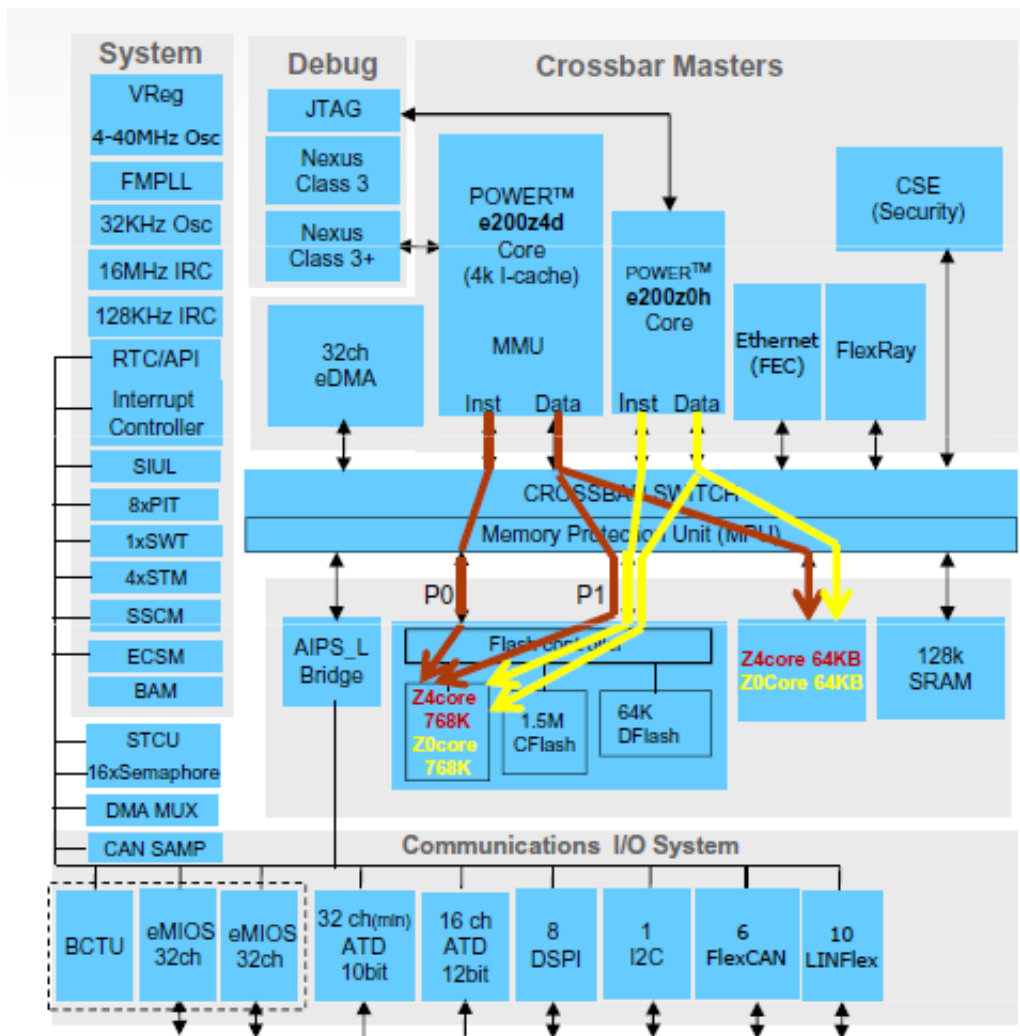 System
VReg
4-40MHz Osc
FMPLL
32KHz Osc
16MHz IRC
128KHz IRC
RTC/API
Interrupt
Controller
SIUL
8xPIT
1xSWT
4xSTM
SSCM
ECSM
BAM
STCU
16xSemaphore
DMA MUX
CAN SAMP
Debug
JTAG
Nexus
Class 3
Nexus
Class 3+
Crossbar Masters
POWER™
e200z4d
Core
(4k I-cache)
MMU
Inst Data
POWER™
e200z0h
Core
Inst Data
CSE
(Security)
32ch
eDMA
Ethernet
(FEC)
FlexRay
CROSSBAR SWITCH
Memory Protection Unit (MPU)
P0
P1
AIPS_L
Bridge
Flash controller
Z4core
768K
Z0core
768K
1.5M
CFlash
64K
DFlash
Z4core 64KB
Z0Core 64KB
128k
SRAM
Communications I/O System
BCTU
eMIOS
32ch
eMIOS
32ch
32 ch(min)
ATD
10bit
16 ch
ATD
12bit
8
DSPI
1
I2C
6
FlexCAN
10
LINFlex